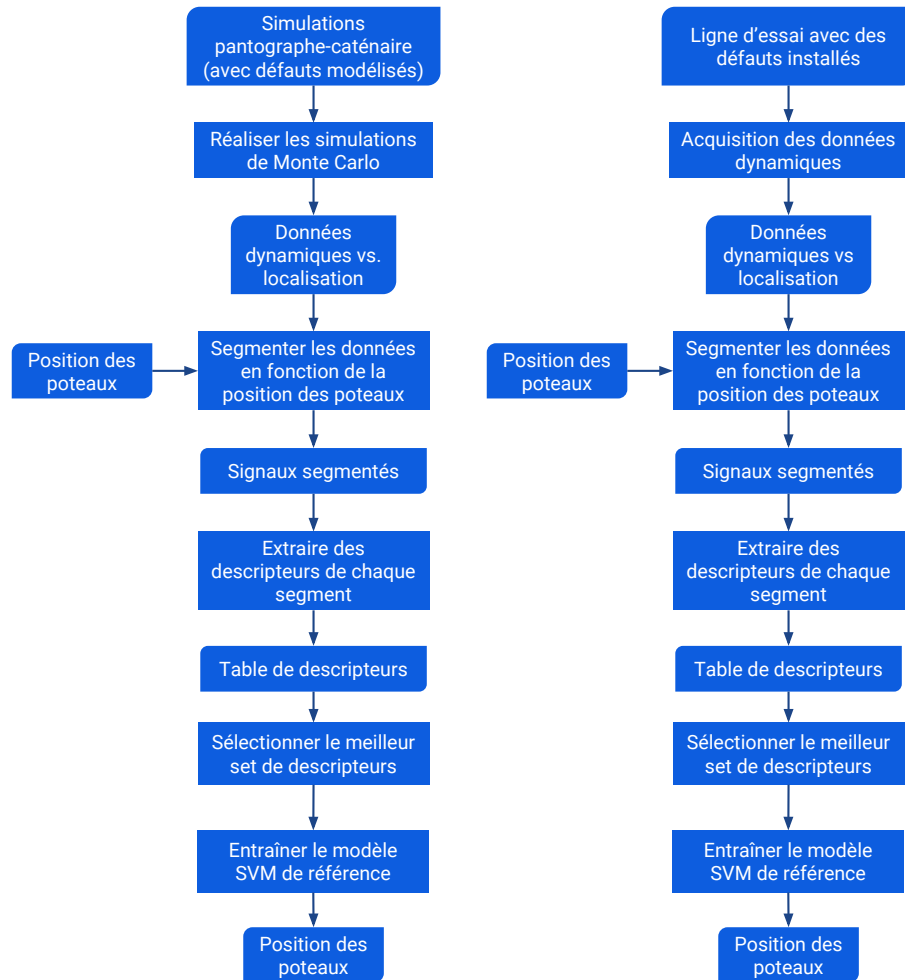 Simulations
pantographe-caténaire
(avec défauts modélisés)
Réaliser les simulations
de Monte Carlo
Données
dynamiques vs.
localisation
Position des
poteaux
Segmenter les données
en fonction de la
position des poteaux
Signaux segmentés
Extraire des
descripteurs de chaque
segment
Table de descripteurs
Sélectionner le meilleur
set de descripteurs
Entraîner le modèle
SVM de référence
Position des
poteaux
Ligne d’essai avec des
défauts installés
Acquisition des données
dynamiques
Données
dynamiques vs
localisation
Position des
poteaux
Segmenter les données
en fonction de la
position des poteaux
Signaux segmentés
Extraire des
descripteurs de chaque
segment
Table de descripteurs
Sélectionner le meilleur
set de descripteurs
Entraîner le modèle
SVM de référence
Position des
poteaux